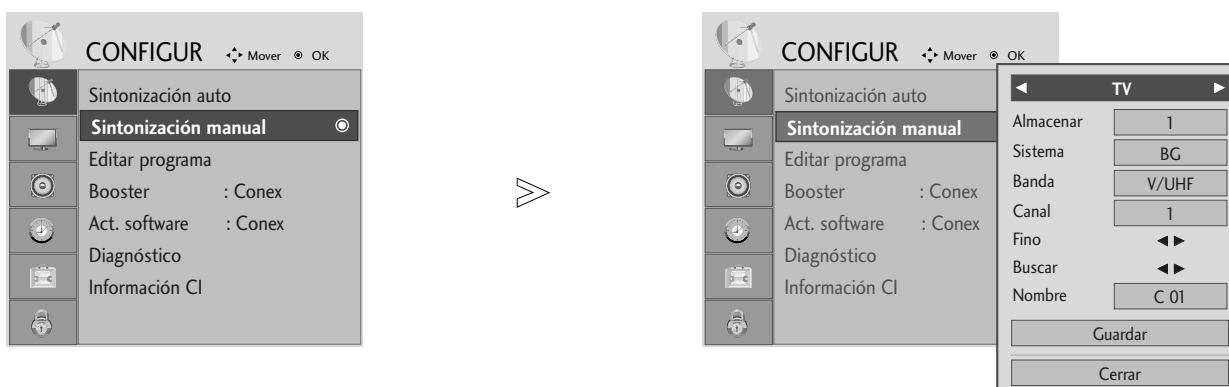 CONFIGUR Mover OK
Sintonización auto
Sintonización manual
Editar programa
Booster : Conex
Act. software : Conex
Diagnóstico
Información CI
CONFIGUR Mover OK
Sintonización auto
Sintonización manual
Editar programa
Booster : Conex
Act. software : Conex
Diagnóstico
Información CI
◄ TV ►
Almacenar 1
Sistema BG
Banda V/UHF
Canal 1
Fino ◄►
Buscar ◄►
Nombre C 01
Guardar
Cerrar